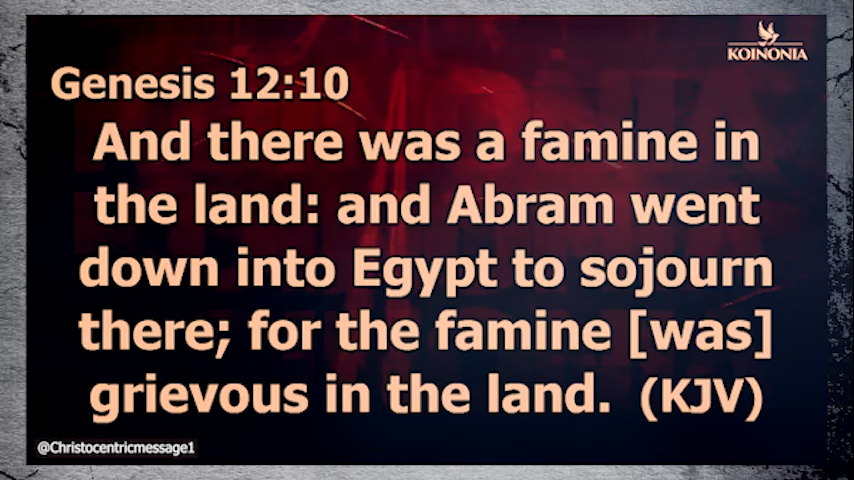 KOINONIA
Genesis 12:10
And there was a famine in
the land: and Abram went
down into Egypt to sojourn
there; for the famine [was]
grievous in the land. (KJV)
@Christocentricmessage1